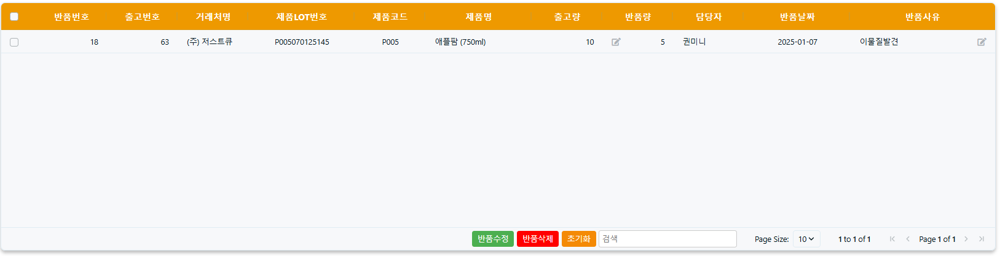 반품번호 출고번호 거래처명 제품LOT번호 제품코드 제품명 출고량 반품량 담당자 반품날짜 반품사유
18 63 (주) 저스트큐 P005070125145 P005 애플팜 (750ml) 10 5 권미니 2025-01-07 이물질발견
반품수정 반품삭제 초기화 검색 Page Size: 10 1 to 1 of 1 Page 1 of 1